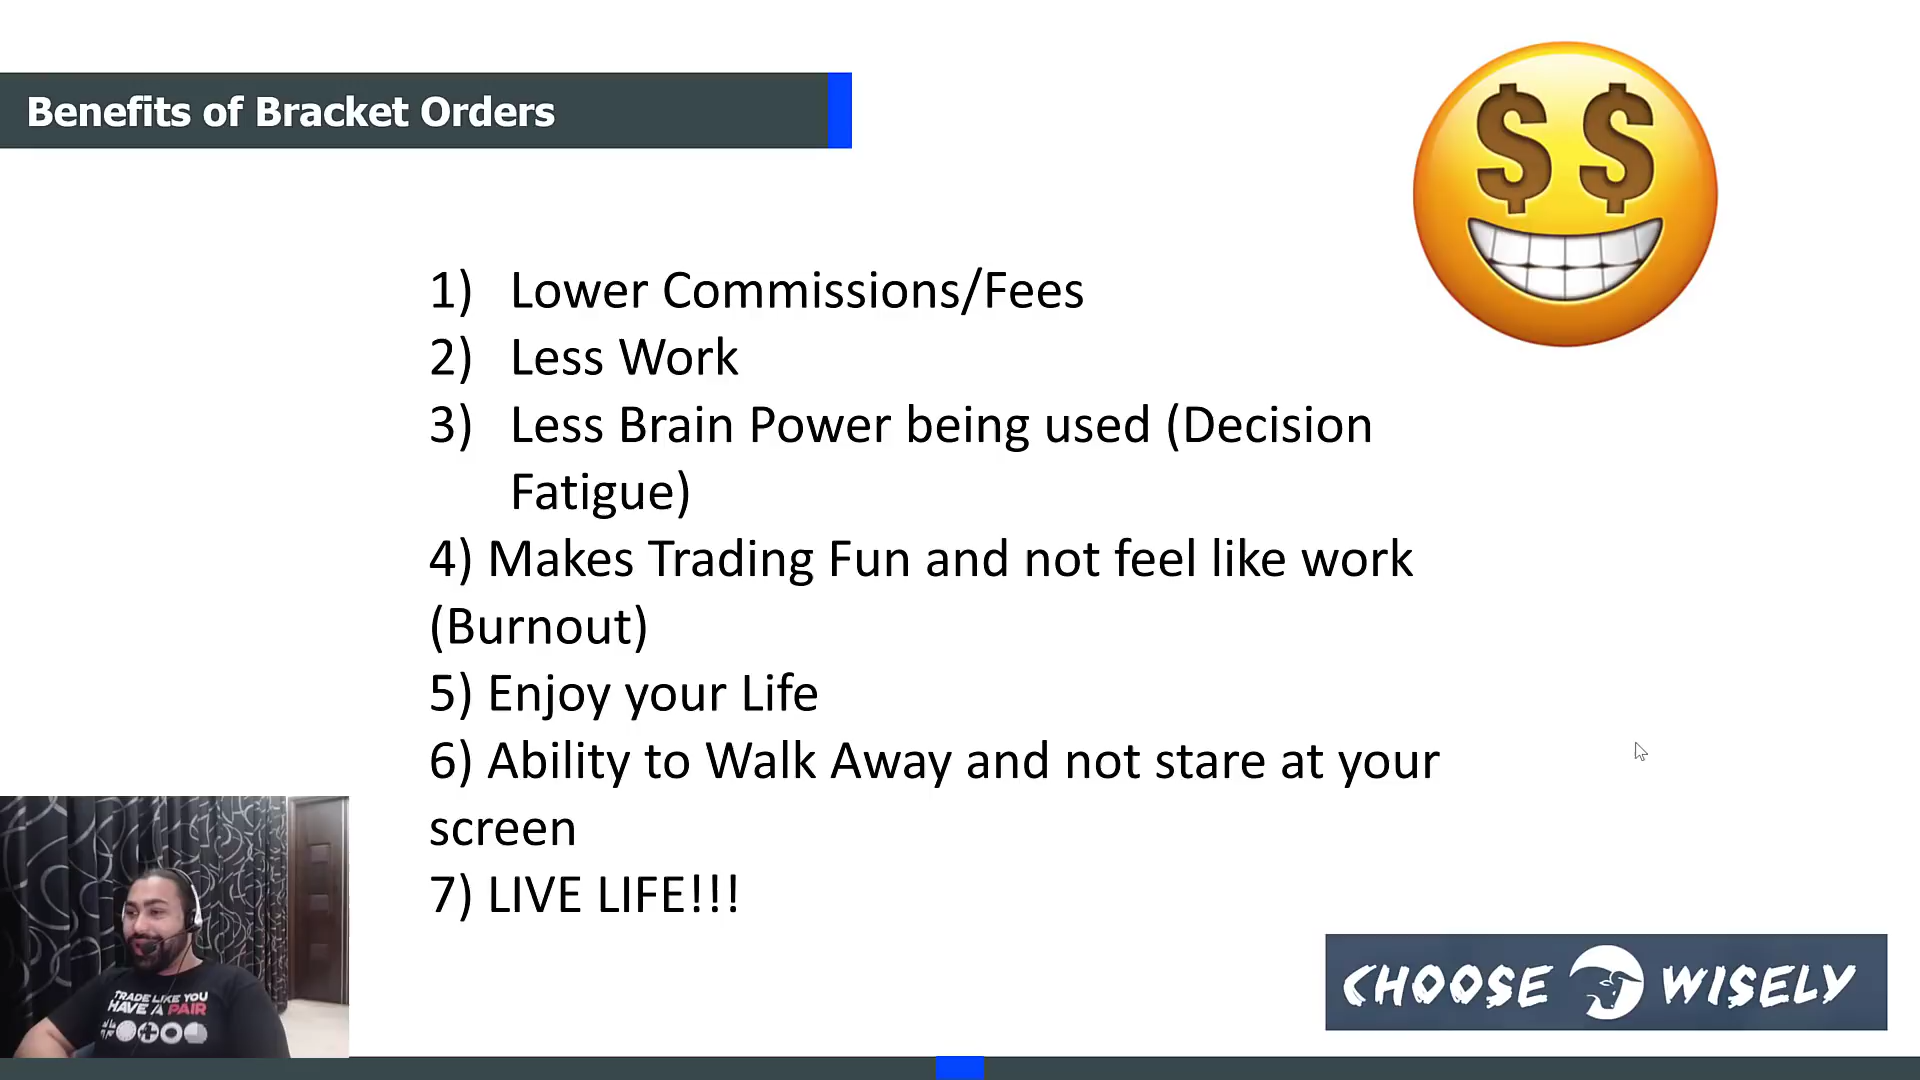 Benefits of Bracket Orders
$ $
1) Lower Commissions/Fees
2) Less Work
3) Less Brain Power being used (Decision
Fatigue)
4) Makes Trading Fun and not feel like work
(Burnout)
5) Enjoy your Life
6) Ability to Walk Away and not stare at your
screen
7) LIVE LIFE!!!
TRADE LIKE YOU
HAVE A PAIR
CHOOSE WISELY